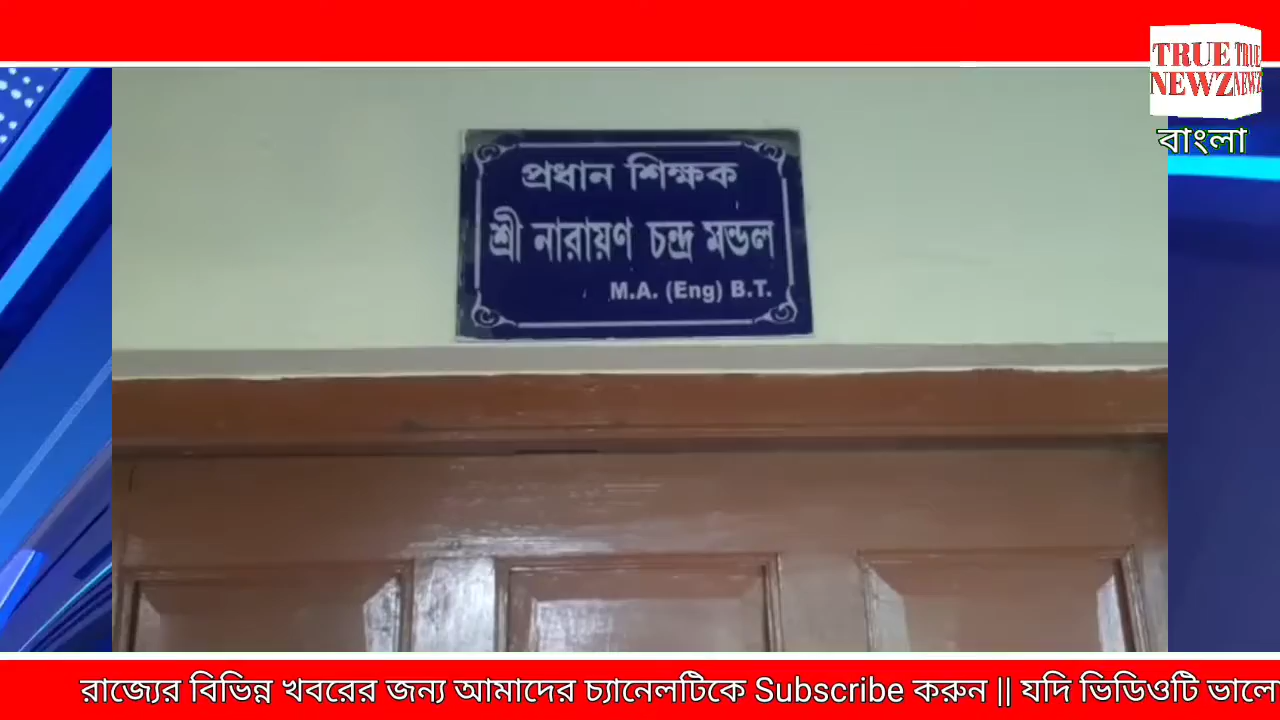 TRUE NEWZ
বাংলা
প্রধান শিক্ষক
শ্রী নারায়ণ চন্দ্র মন্ডল
M.A. (Eng) B.T.
রাজ্যের বিভিন্ন খবরের জন্য আমাদের চ্যানেলটিকে Subscribe করুন || যদি ভিডিওটি ভালো